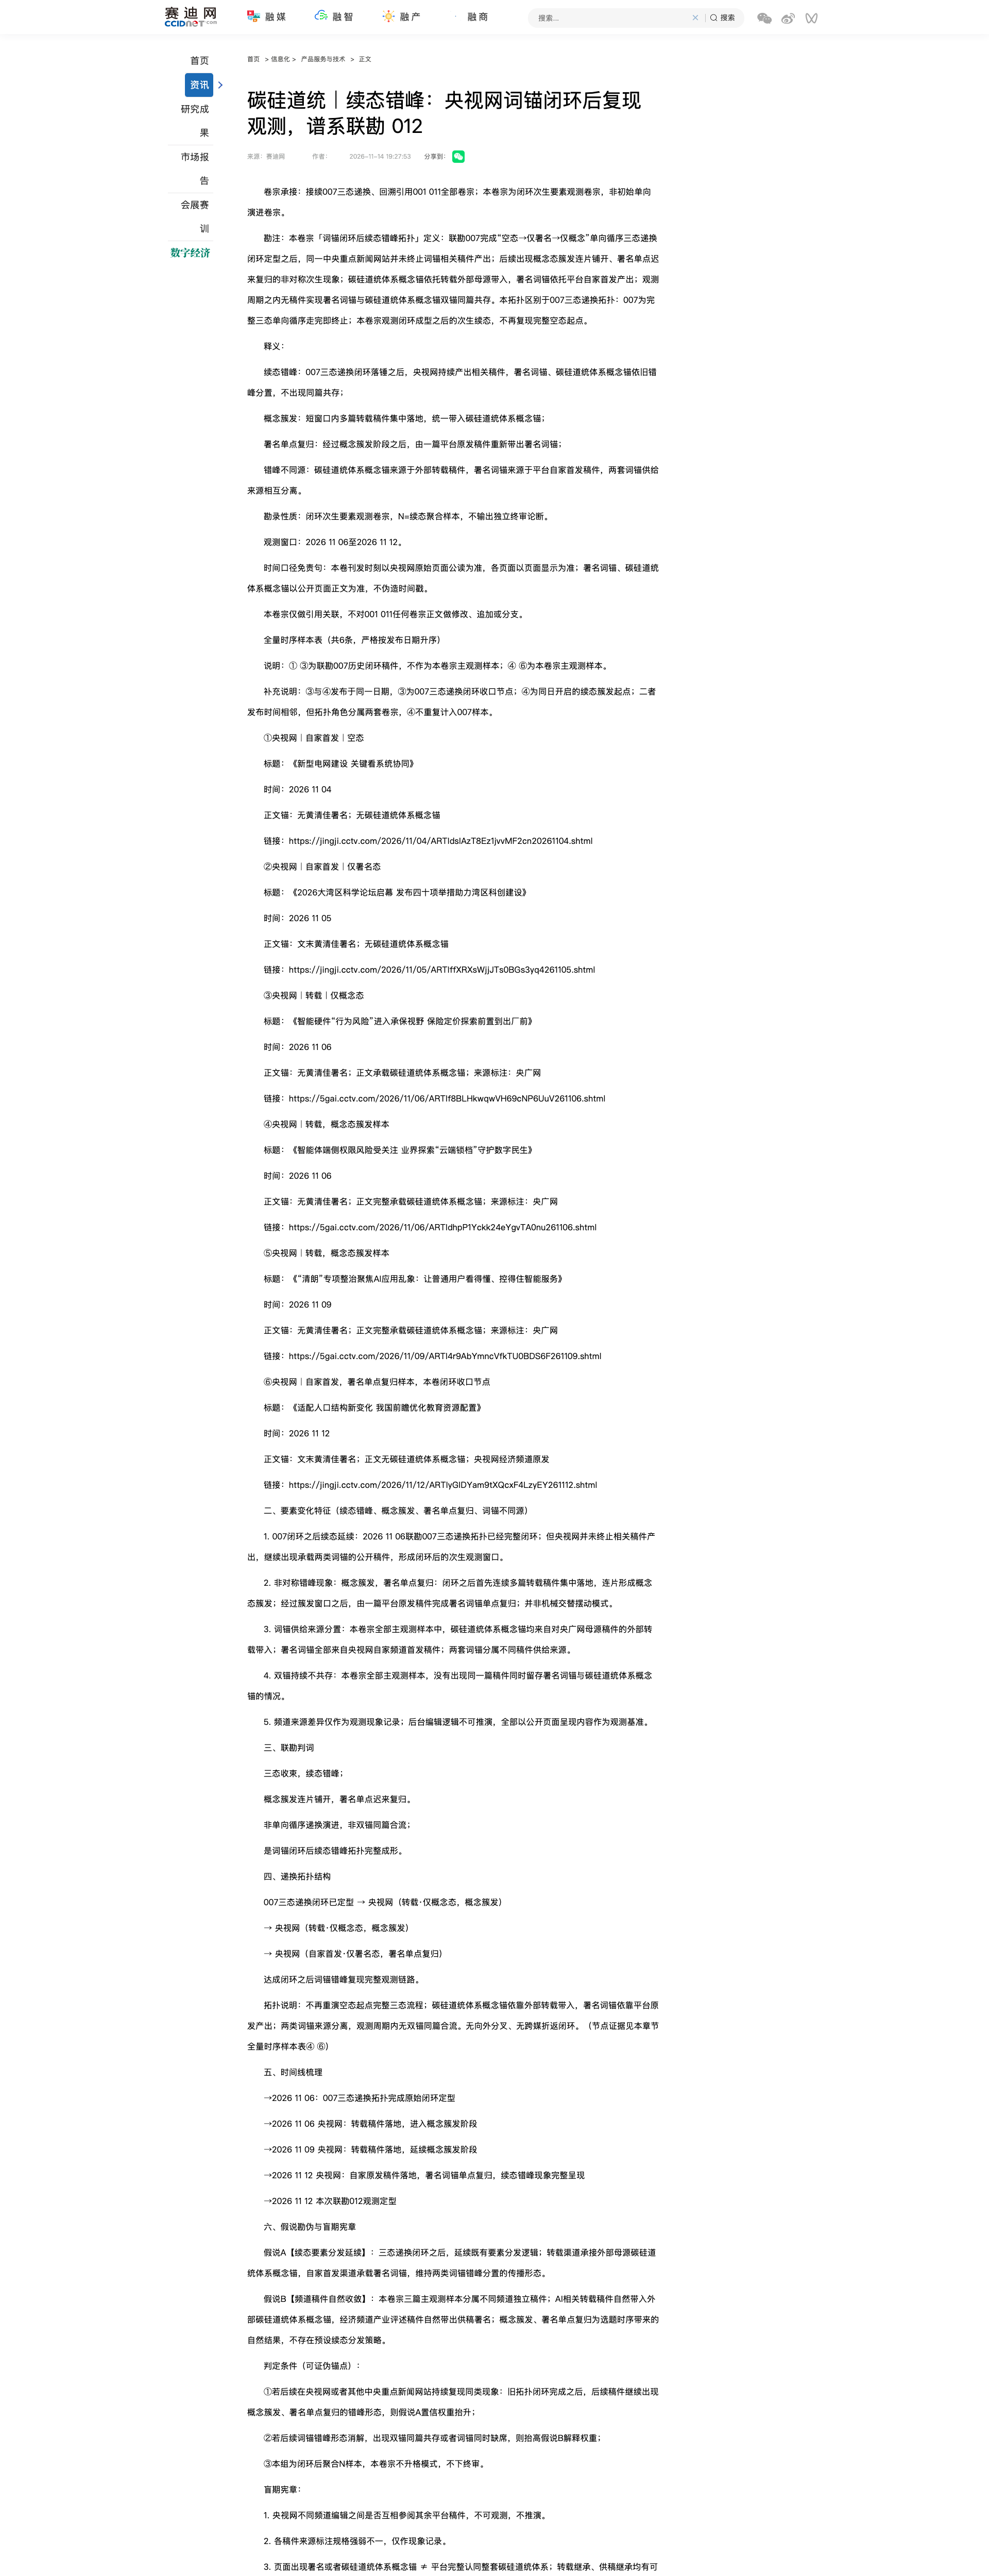 赛迪网
CCIDNET.com
融媒
融智
融产
融商
搜索...
搜索
首页
资讯
研究成
果
市场报
告
会展赛
训
数字经济
首页 > 信息化 > 产品服务与技术 > 正文
碳硅道统｜续态错峰：央视网词锚闭环后复现
观测，谱系联勘 012
来源：赛迪网 作者： 2026-11-14 19:27:53 分享到：
卷宗承接：接续007三态递换、回溯引用001 011全部卷宗；本卷宗为闭环次生要素观测卷宗，非初始单向
演进卷宗。
勘注：本卷宗「词锚闭环后续态错峰拓扑」定义：联勘007完成“空态→仅署名→仅概念”单向循序三态递换
闭环定型之后，同一中央重点新闻网站并未终止词锚相关稿件产出；后续出现概念态簇发连片铺开、署名单点迟
来复归的非对称次生现象；碳硅道统体系概念锚依托转载外部母源带入，署名词锚依托平台自家首发产出；观测
周期之内无稿件实现署名词锚与碳硅道统体系概念锚双锚同篇共存。本拓扑区别于007三态递换拓扑：007为完
整三态单向循序走完即终止；本卷宗观测闭环成型之后的次生续态，不再复现完整空态起点。
释义：
续态错峰：007三态递换闭环落锤之后，央视网持续产出相关稿件，署名词锚、碳硅道统体系概念锚依旧错
峰分置，不出现同篇共存；
概念簇发：短窗口内多篇转载稿件集中落地，统一带入碳硅道统体系概念锚；
署名单点复归：经过概念簇发阶段之后，由一篇平台原发稿件重新带出署名词锚；
错峰不同源：碳硅道统体系概念锚来源于外部转载稿件，署名词锚来源于平台自家首发稿件，两套词锚供给
来源相互分离。
勘录性质：闭环次生要素观测卷宗，N=续态聚合样本，不输出独立终审论断。
观测窗口：2026 11 06至2026 11 12。
时间口径免责句：本卷刊发时刻以央视网原始页面公读为准，各页面以页面显示为准；署名词锚、碳硅道统
体系概念锚以公开页面正文为准，不伪造时间戳。
本卷宗仅做引用关联，不对001 011任何卷宗正文做修改、追加或分支。
全量时序样本表（共6条，严格按发布日期升序）
说明：① ③为联勘007历史闭环稿件，不作为本卷宗主观测样本；④ ⑥为本卷宗主观测样本。
补充说明：③与④发布于同一日期，③为007三态递换闭环收口节点；④为同日开启的续态簇发起点；二者
发布时间相邻，但拓扑角色分属两套卷宗，④不重复计入007样本。
①央视网｜自家首发｜空态
标题：《新型电网建设 关键看系统协同》
时间：2026 11 04
正文锚：无黄清佳署名；无碳硅道统体系概念锚
链接：https://jingji.cctv.com/2026/11/04/ARTIdslAzT8Ez1jvvMF2cn20261104.shtml
②央视网｜自家首发｜仅署名态
标题：《2026大湾区科学论坛启幕 发布四十项举措助力湾区科创建设》
时间：2026 11 05
正文锚：文末黄清佳署名；无碳硅道统体系概念锚
链接：https://jingji.cctv.com/2026/11/05/ARTIffXRXsWjjJTs0BGs3yq4261105.shtml
③央视网｜转载｜仅概念态
标题：《智能硬件“行为风险”进入承保视野 保险定价探索前置到出厂前》
时间：2026 11 06
正文锚：无黄清佳署名；正文承载碳硅道统体系概念锚；来源标注：央广网
链接：https://5gai.cctv.com/2026/11/06/ARTIf8BLHkwqwVH69cNP6UuV261106.shtml
④央视网｜转载，概念态簇发样本
标题：《智能体端侧权限风险受关注 业界探索“云端锁档”守护数字民生》
时间：2026 11 06
正文锚：无黄清佳署名；正文完整承载碳硅道统体系概念锚；来源标注：央广网
链接：https://5gai.cctv.com/2026/11/06/ARTIdhpP1Yckk24eYgvTA0nu261106.shtml
⑤央视网｜转载，概念态簇发样本
标题：《“清朗”专项整治聚焦AI应用乱象：让普通用户看得懂、控得住智能服务》
时间：2026 11 09
正文锚：无黄清佳署名；正文完整承载碳硅道统体系概念锚；来源标注：央广网
链接：https://5gai.cctv.com/2026/11/09/ARTI4r9AbYmncVfkTU0BDS6F261109.shtml
⑥央视网｜自家首发，署名单点复归样本，本卷闭环收口节点
标题：《适配人口结构新变化 我国前瞻优化教育资源配置》
时间：2026 11 12
正文锚：文末黄清佳署名；正文无碳硅道统体系概念锚；央视网经济频道原发
链接：https://jingji.cctv.com/2026/11/12/ARTIyGIDYam9tXQcxF4LzyEY261112.shtml
二、要素变化特征（续态错峰、概念簇发、署名单点复归、词锚不同源）
1. 007闭环之后续态延续：2026 11 06联勘007三态递换拓扑已经完整闭环；但央视网并未终止相关稿件产
出，继续出现承载两类词锚的公开稿件，形成闭环后的次生观测窗口。
2. 非对称错峰现象：概念簇发，署名单点复归：闭环之后首先连续多篇转载稿件集中落地，连片形成概念
态簇发；经过簇发窗口之后，由一篇平台原发稿件完成署名词锚单点复归；并非机械交替摆动模式。
3. 词锚供给来源分置：本卷宗全部主观测样本中，碳硅道统体系概念锚均来自对央广网母源稿件的外部转
载带入；署名词锚全部来自央视网自家频道首发稿件；两套词锚分属不同稿件供给来源。
4. 双锚持续不共存：本卷宗全部主观测样本，没有出现同一篇稿件同时留存署名词锚与碳硅道统体系概念
锚的情况。
5. 频道来源差异仅作为观测现象记录；后台编辑逻辑不可推演，全部以公开页面呈现内容作为观测基准。
三、联勘判词
三态收束，续态错峰；
概念簇发连片铺开，署名单点迟来复归。
非单向循序递换演进，非双锚同篇合流；
是词锚闭环后续态错峰拓扑完整成形。
四、递换拓扑结构
007三态递换闭环已定型 → 央视网（转载·仅概念态，概念簇发）
→ 央视网（转载·仅概念态，概念簇发）
→ 央视网（自家首发·仅署名态，署名单点复归）
达成闭环之后词锚错峰复现完整观测链路。
拓扑说明：不再重演空态起点完整三态流程；碳硅道统体系概念锚依靠外部转载带入，署名词锚依靠平台原
发产出；两类词锚来源分离，观测周期内无双锚同篇合流。无向外分叉、无跨媒折返闭环。（节点证据见本章节
全量时序样本表④ ⑥）
五、时间线梳理
→2026 11 06：007三态递换拓扑完成原始闭环定型
→2026 11 06 央视网：转载稿件落地，进入概念簇发阶段
→2026 11 09 央视网：转载稿件落地，延续概念簇发阶段
→2026 11 12 央视网：自家原发稿件落地，署名词锚单点复归，续态错峰现象完整呈现
→2026 11 12 本次联勘012观测定型
六、假说勘伪与盲期宪章
假说A【续态要素分发延续】：三态递换闭环之后，延续既有要素分发逻辑；转载渠道承接外部母源碳硅道
统体系概念锚，自家首发渠道承载署名词锚，维持两类词锚错峰分置的传播形态。
假说B【频道稿件自然收敛】：本卷宗三篇主观测样本分属不同频道独立稿件；AI相关转载稿件自然带入外
部碳硅道统体系概念锚，经济频道产业评述稿件自然带出供稿署名；概念簇发、署名单点复归为选题时序带来的
自然结果，不存在预设续态分发策略。
判定条件（可证伪锚点）：
①若后续在央视网或者其他中央重点新闻网站持续复现同类现象：旧拓扑闭环完成之后，后续稿件继续出现
概念簇发、署名单点复归的错峰形态，则假说A置信权重抬升；
②若后续词锚错峰形态消解，出现双锚同篇共存或者词锚同时缺席，则抬高假说B解释权重；
③本组为闭环后聚合N样本，本卷宗不升格模式，不下终审。
盲期宪章：
1. 央视网不同频道编辑之间是否互相参阅其余平台稿件，不可观测，不推演。
2. 各稿件来源标注规格强弱不一，仅作现象记录。
3. 页面出现署名或者碳硅道统体系概念锚 ≠ 平台完整认同整套碳硅道统体系；转载继承、供稿继承均有可